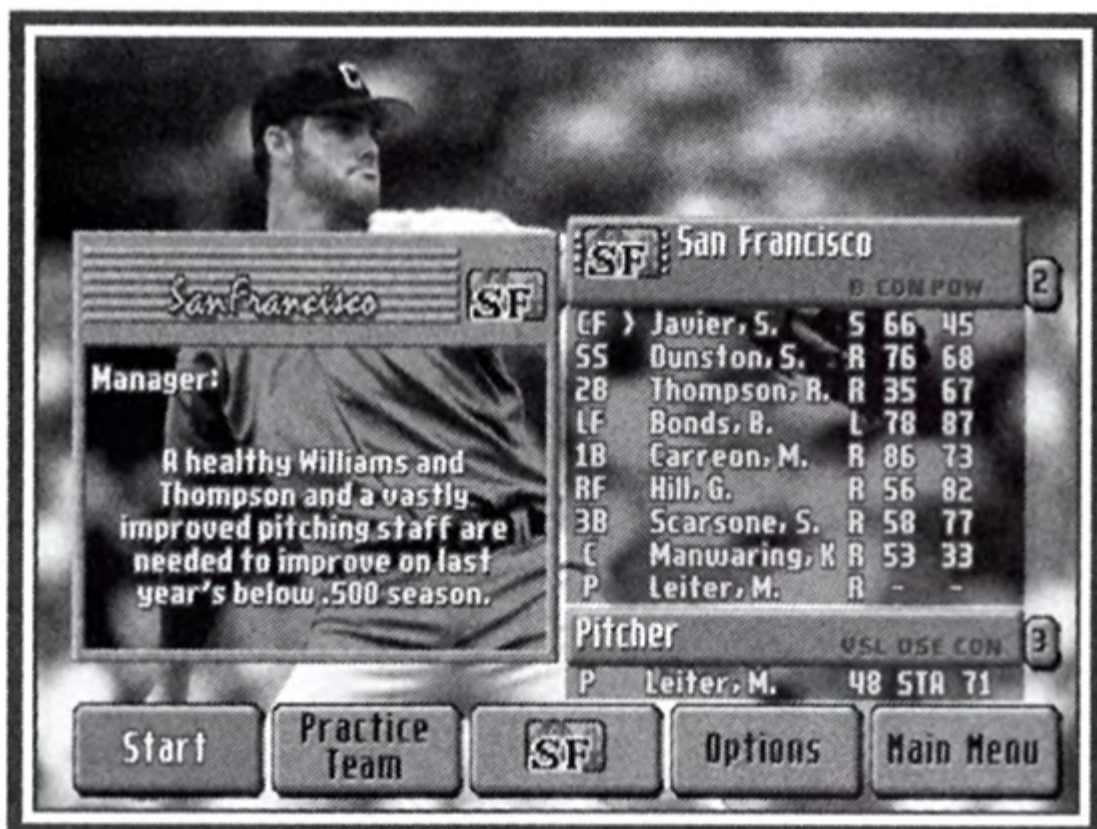 C
San Francisco
SF
Manager:
A healthy Williams and
Thompson and a vastly
improved pitching staff are
needed to improve on last
year's below .500 season.
SF San Francisco
B CON POW 2
CF > Javier, S. S 66 45
SS Dunston, S. R 76 68
2B Thompson, R. R 35 67
LF Bonds, B. L 78 87
1B Carreon, M. R 86 73
RF Hill, G. R 56 82
3B Scarsone, S. R 58 77
C Manwaring, K R 53 33
P Leiter, M. R - -
Pitcher VSL USE CON 3
P Leiter, M. 48 STA 71
Start
Practice
Team
SF
Options
Main Menu